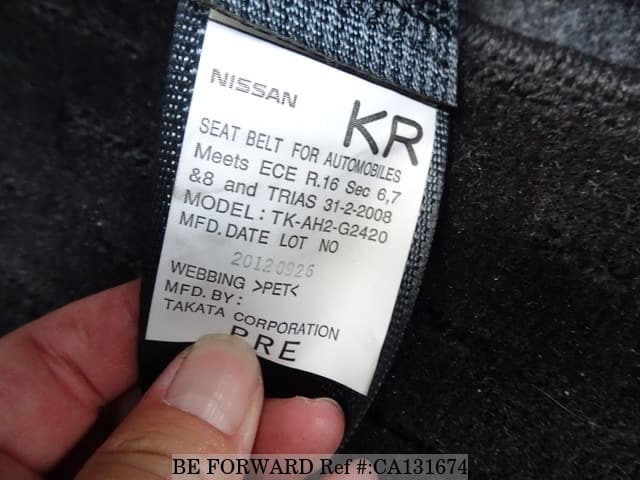 NISSAN
KR
SEAT BELT FOR AUTOMOBILES
Meets ECE R.16 Sec 6,7
&8 and TRIAS 31-2-2008
MODEL: TK-AH2-G2420
MFD.DATE LOT NO
20120926
WEBBING >PET<
MFD. BY:
TAKATA CORPORATION
RRE
BE FORWARD Ref #:CA131674